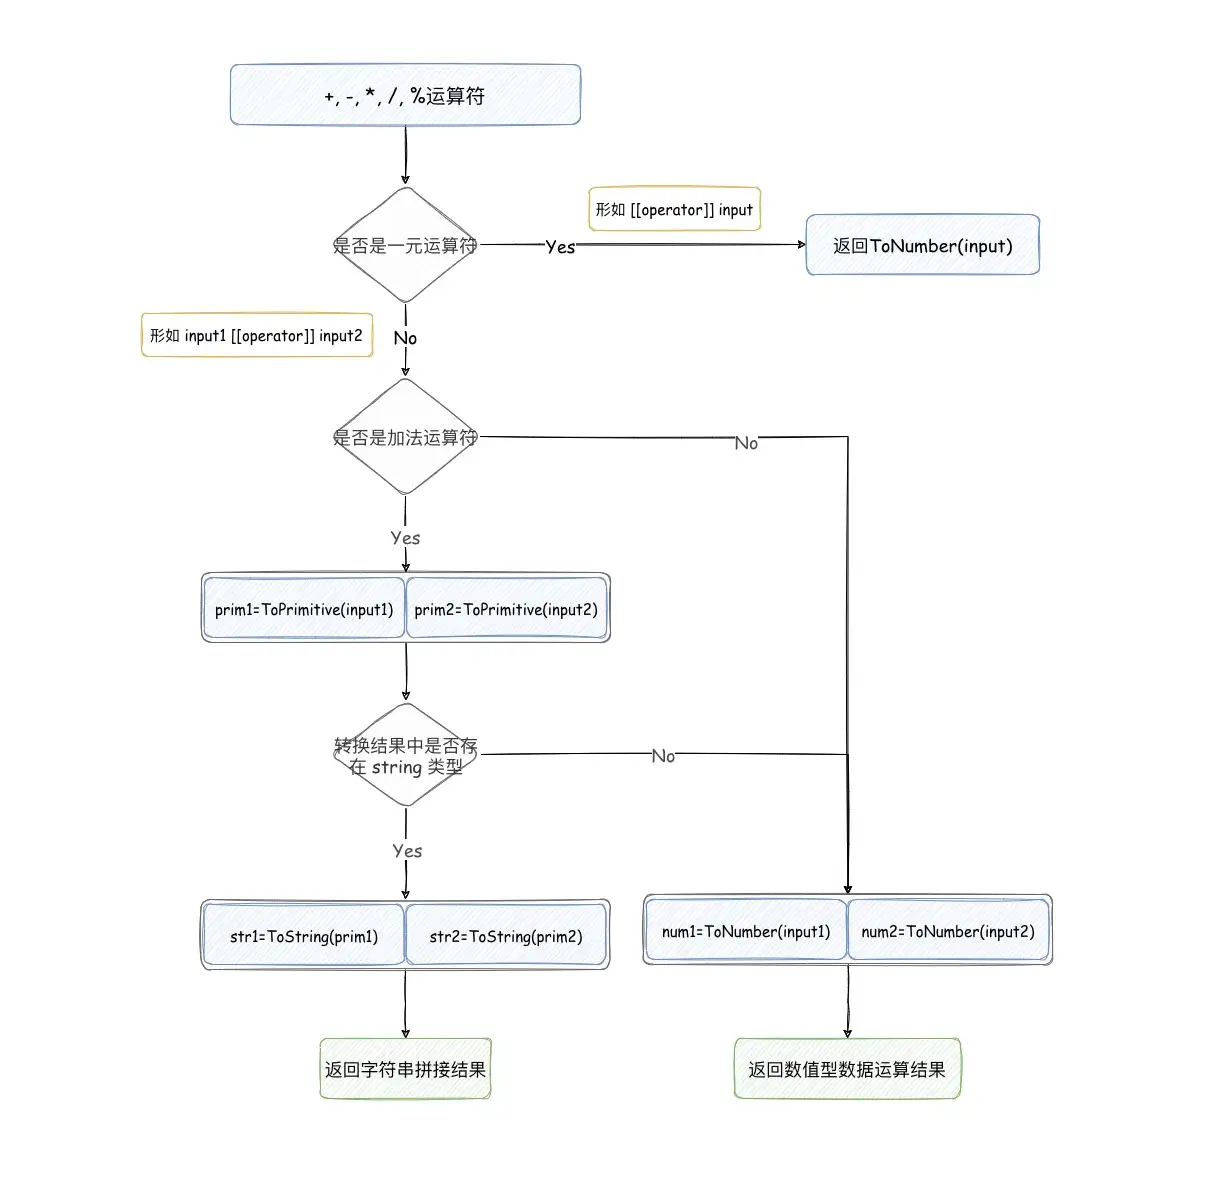 +, -, *, /, %运算符
形如 [[operator]] input
是否是一元运算符
Yes
返回ToNumber(input)
形如 input1 [[operator]] input2
No
是否是加法运算符
No
Yes
prim1=ToPrimitive(input1)
prim2=ToPrimitive(input2)
转换结果中是否存
在 string 类型
No
Yes
str1=ToString(prim1)
str2=ToString(prim2)
num1=ToNumber(input1)
num2=ToNumber(input2)
返回字符串拼接结果
返回数值型数据运算结果